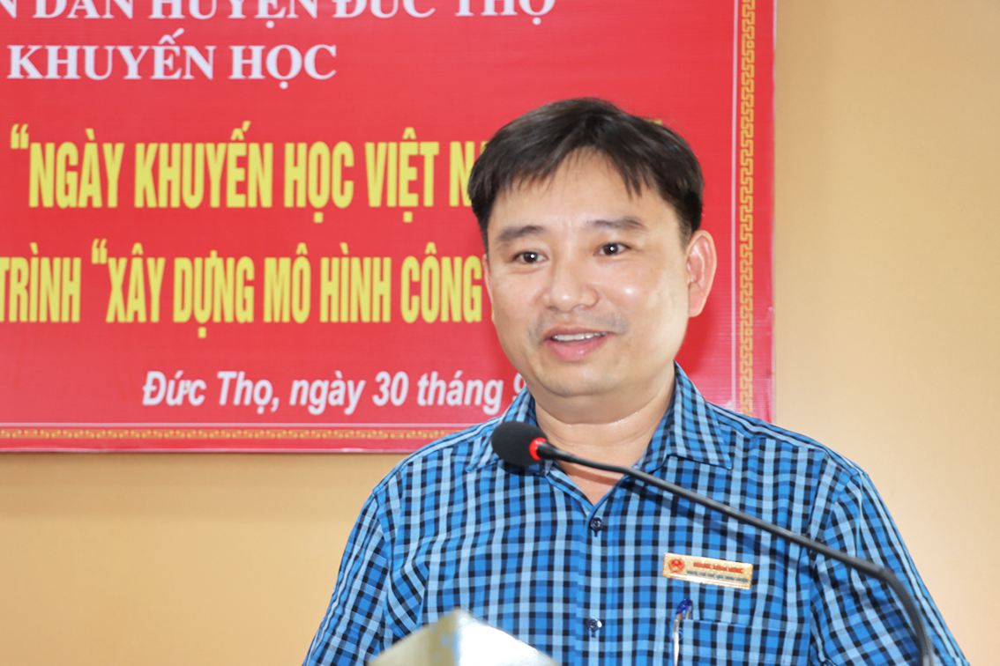 DÂN HUYỆN ĐỨC THỌ
KHUYẾN HỌC
“NGÀY KHUYẾN HỌC VIỆT
TRÌNH “XÂY DỰNG MÔ HÌNH CÔNG
Đức Thọ, ngày 30 tháng 9